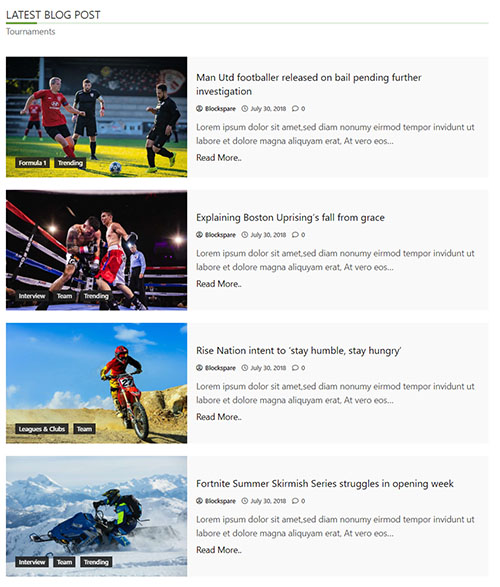 LATEST BLOG POST
Tournaments
Formula 1 Trending
Man Utd footballer released on bail pending further
investigation
Blockspare July 30, 2018 0
Lorem ipsum dolor sit amet,sed diam nonumy eirmod tempor invidunt ut
labore et dolore magna aliquyam erat, At vero eos...
Read More..
Interview Team Trending
Explaining Boston Uprising's fall from grace
Blockspare July 30, 2018 0
Lorem ipsum dolor sit amet,sed diam nonumy eirmod tempor invidunt ut
labore et dolore magna aliquyam erat, At vero eos...
Read More..
Leagues & Clubs Team
Rise Nation intent to 'stay humble, stay hungry'
Blockspare July 30, 2018 0
Lorem ipsum dolor sit amet,sed diam nonumy eirmod tempor invidunt ut
labore et dolore magna aliquyam erat, At vero eos...
Read More..
Interview Team Trending
Fortnite Summer Skirmish Series struggles in opening week
Blockspare July 30, 2018 0
Lorem ipsum dolor sit amet,sed diam nonumy eirmod tempor invidunt ut
labore et dolore magna aliquyam erat, At vero eos...
Read More..